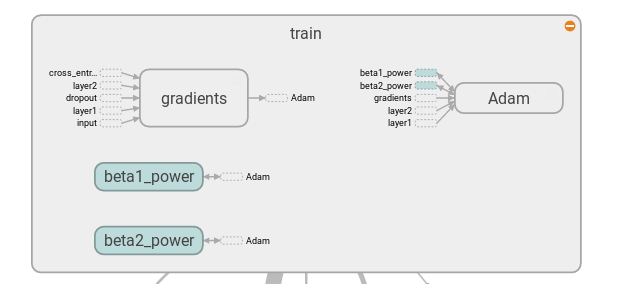 train
cross_entr...
layer2
dropout
layer1
input
gradients
Adam
beta1_power
beta2_power
gradients
layer2
layer1
Adam
beta1_power
Adam
beta2_power
Adam